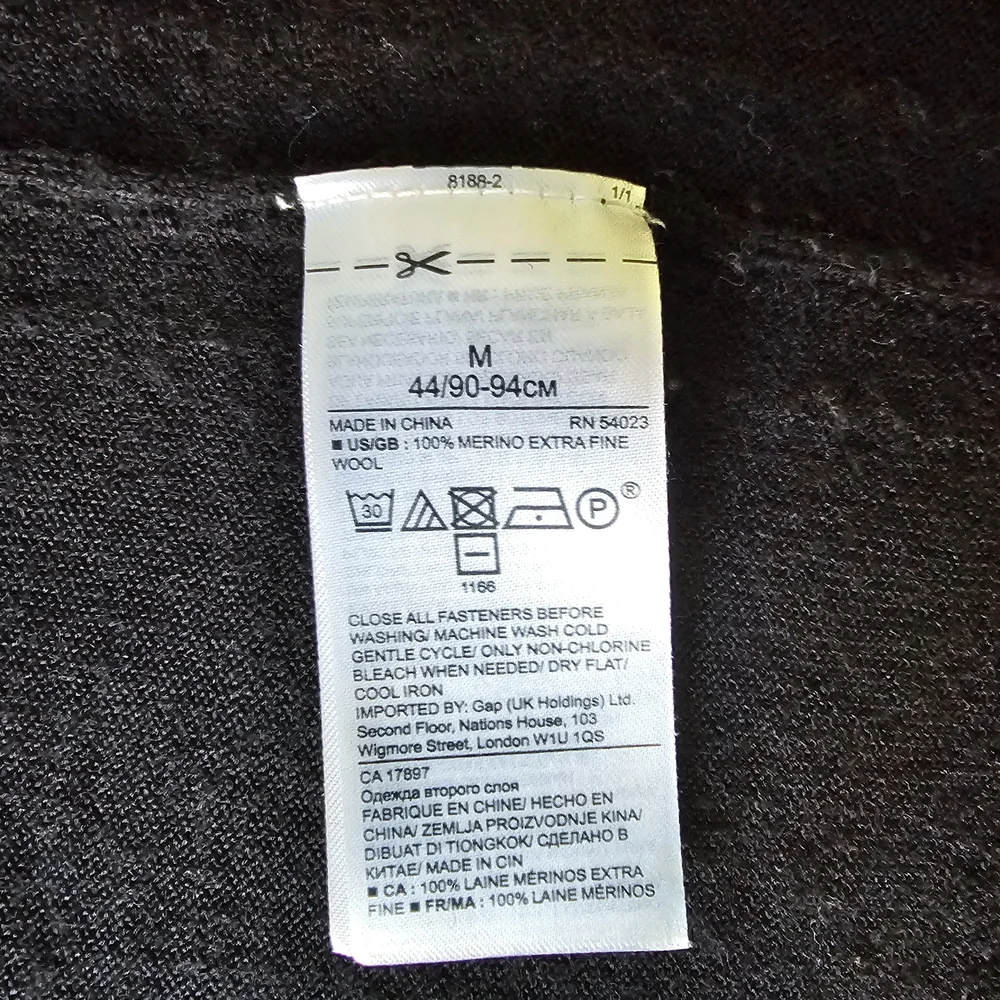 8188-2
1/1
M
44/90-94CM
MADE IN CHINA RN 54023
■ US/GB : 100% MERINO EXTRA FINE
WOOL
30 P ®
1166
CLOSE ALL FASTENERS BEFORE
WASHING/ MACHINE WASH COLD
GENTLE CYCLE/ ONLY NON-CHLORINE
BLEACH WHEN NEEDED/ DRY FLAT/
COOL IRON
IMPORTED BY: Gap (UK Holdings) Ltd.
Second Floor, Nations House, 103
Wigmore Street, London W1U 1QS
CA 17897
Одежда второго слоя
FABRIQUE EN CHINE/ HECHO EN
CHINA/ ZEMLJA PROIZVODNJE KINA/
DIBUAT DI TIONGKOK/ СДЕЛАНО В
КИТАЕ/ MADE IN CIN
■ CA : 100% LAINE MÉRINOS EXTRA
FINE ■ FR/MA : 100% LAINE MÉRINOS